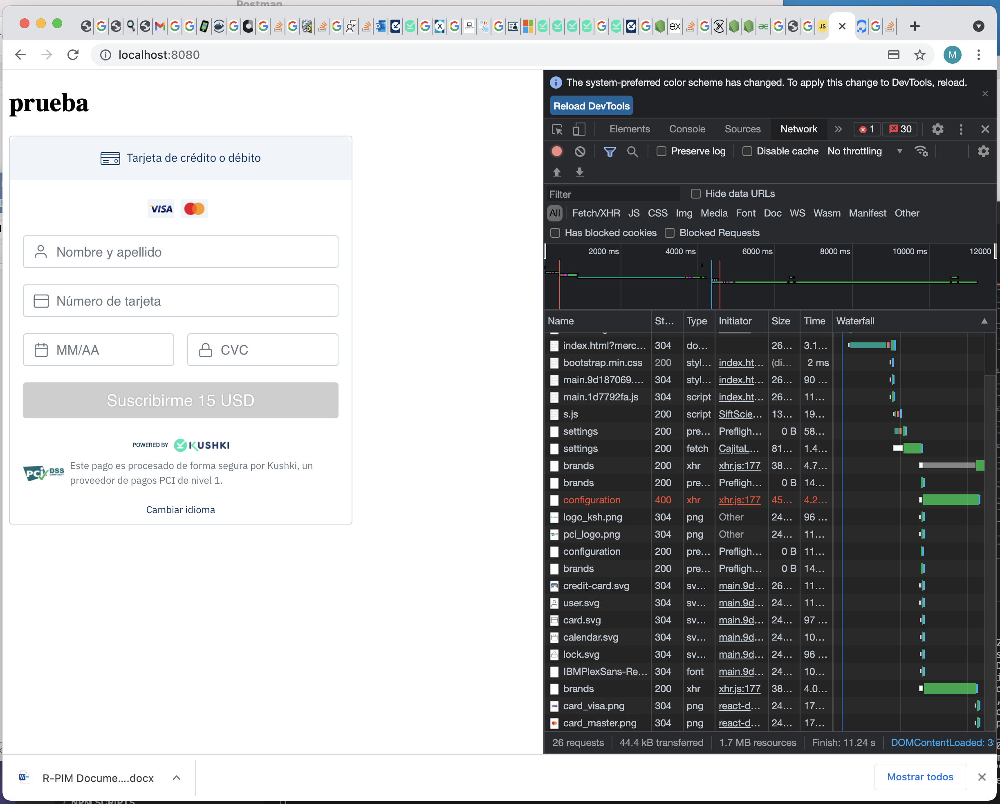 Postman
localhost:8080
M
prueba
Tarjeta de crédito o débito
VISA
Nombre y apellido
Número de tarjeta
MM/AA
CVC
Suscribirme 15 USD
POWERED BY KUSHKI
PCI DSS COMPLIANT
Este pago es procesado de forma segura por Kushki, un
proveedor de pagos PCI de nivel 1.
Cambiar idioma
The system-preferred color scheme has changed. To apply this change to DevTools, reload.
Reload DevTools
Elements Console Sources Network » 1 30
Preserve log Disable cache No throttling
Filter Hide data URLs
All Fetch/XHR JS CSS Img Media Font Doc WS Wasm Manifest Other
Has blocked cookies Blocked Requests
2000 ms 4000 ms 6000 ms 8000 ms 10000 ms 12000
Name St... Type Initiator Size Time Waterfall
index.html?merc... 304 do... 26... 3.1...
bootstrap.min.css 200 styl... index.ht... (di... 2 ms
main.9d187069.... 304 styl... index.ht... 26... 90 ...
main.1d7792fa.js 304 script index.ht... 26... 11...
s.js 200 script SiftScie... 13... 19...
settings 200 pre... Prefligh... 0 B 58...
settings 200 fetch CajitaL... 81... 1.4...
brands 200 xhr xhr.js:177 38... 4.7...
brands 200 pre... Prefligh... 0 B 14...
configuration 400 xhr xhr.js:177 45... 4.2...
logo_ksh.png 304 png Other 24... 96 ...
pci_logo.png 304 png Other 24... 11...
configuration 200 pre... Prefligh... 0 B 11...
brands 200 pre... Prefligh... 0 B 14...
credit-card.svg 304 sv... main.9d... 26... 11...
user.svg 304 sv... main.9d... 24... 11...
card.svg 304 sv... main.9d... 24... 97 ...
calendar.svg 304 sv... main.9d... 24... 10...
lock.svg 304 sv... main.9d... 24... 96 ...
IBMPlexSans-Re... 304 font main.9d... 24... 10...
brands 200 xhr xhr.js:177 38... 4.0...
card_visa.png 304 png react-d... 24... 17...
card_master.png 304 png react-d... 24... 17...
26 requests 44.4 kB transferred 1.7 MB resources Finish: 11.24 s DOMContentLoaded: 3
R-PIM Docume....docx
Mostrar todos
NPM SCRIPTS